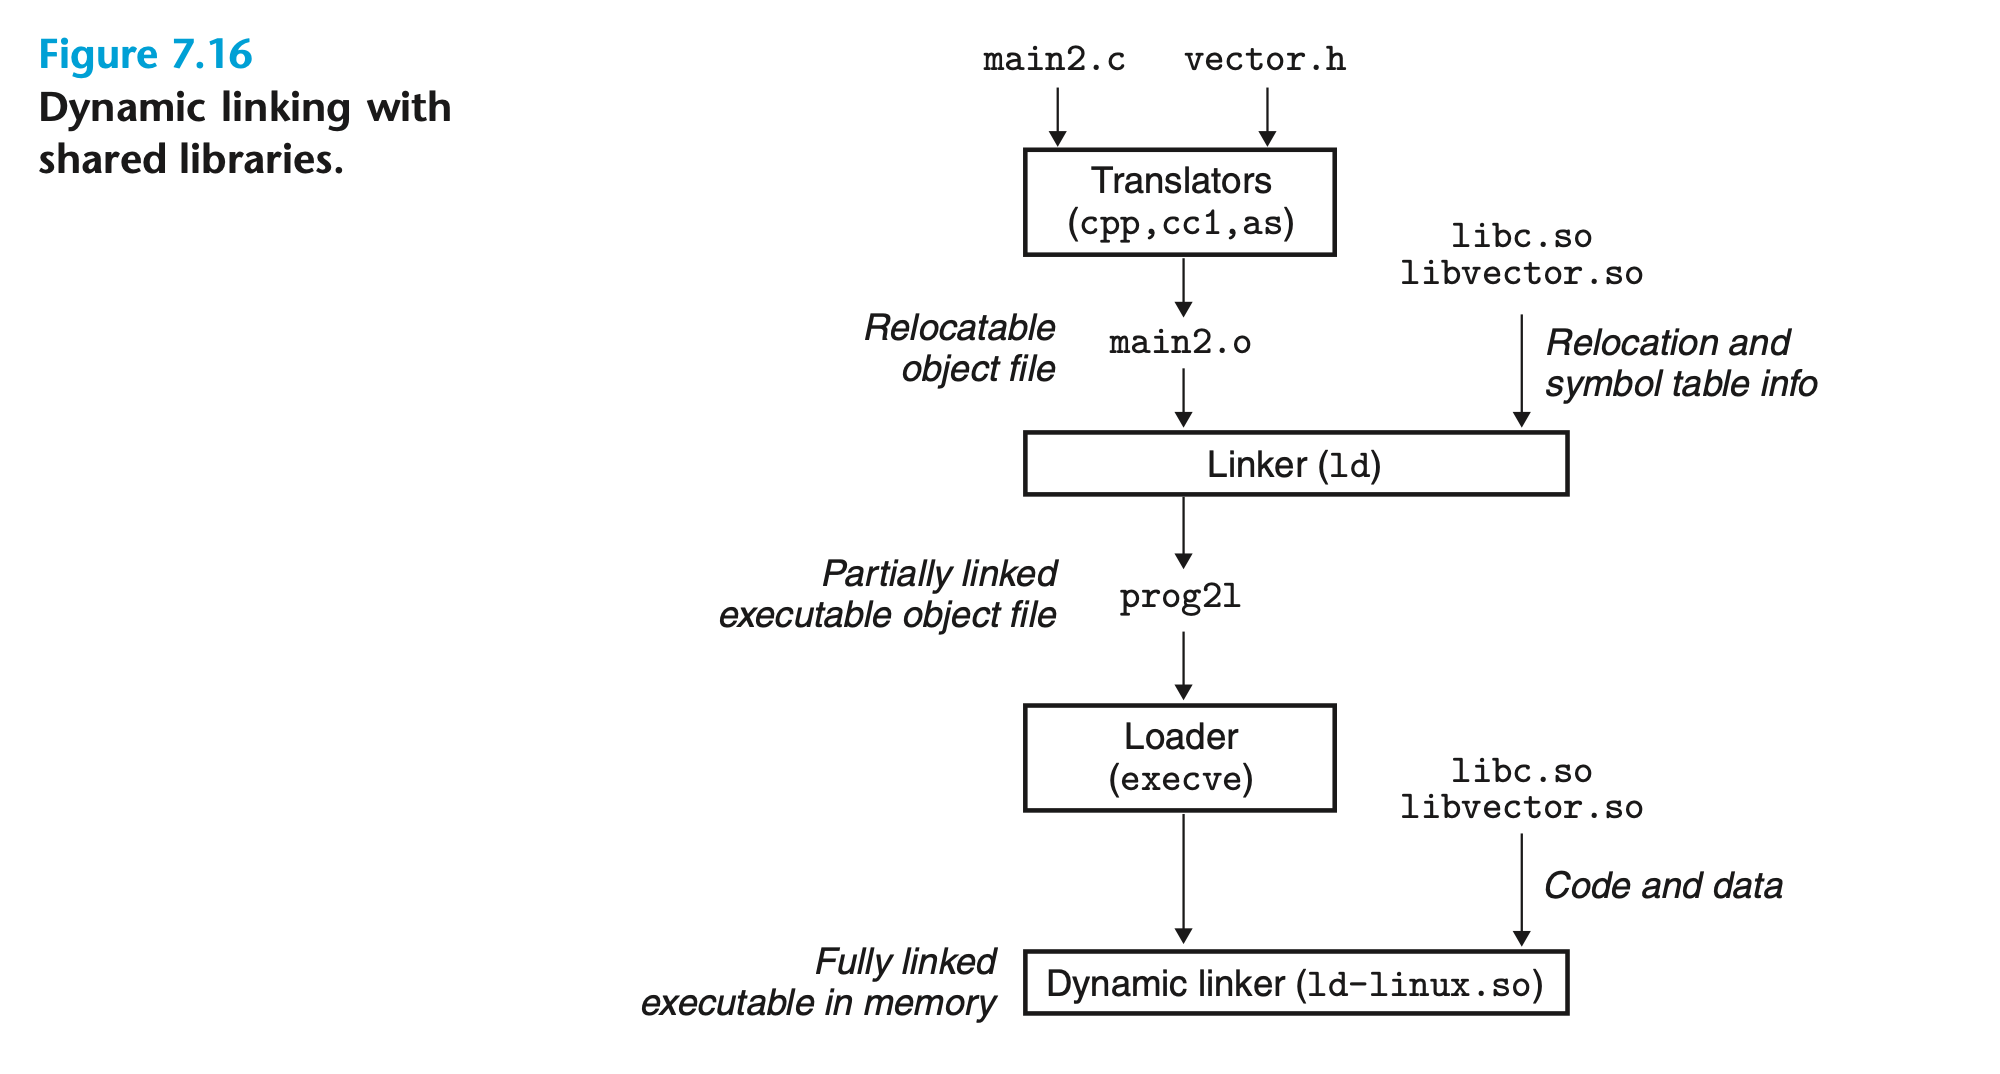 Figure 7.16
Dynamic linking with
shared libraries.
main2.c vector.h
Translators
(cpp,cc1,as)
libc.so
libvector.so
Relocatable
object file
main2.o
Relocation and
symbol table info
Linker (ld)
Partially linked
executable object file
prog2l
Loader
(execve)
libc.so
libvector.so
Code and data
Fully linked
executable in memory
Dynamic linker (ld-linux.so)